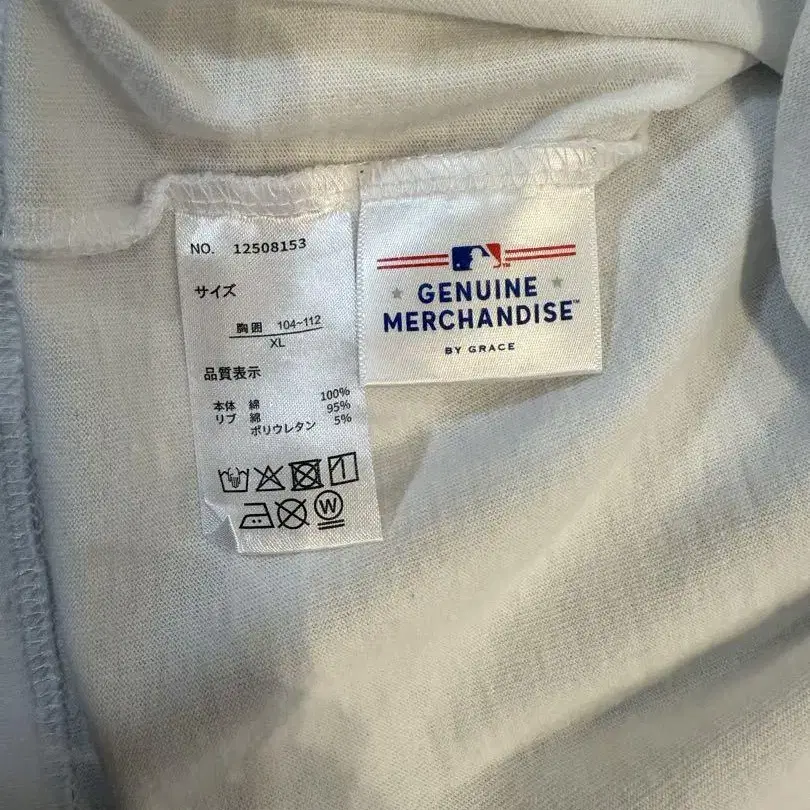 NO. 12508153
サイズ
胸囲 104~112
XL
品質表示
本体 綿 100%
リブ 綿 95%
ポリウレタン 5%
W
GENUINE
MERCHANDISE™
BY GRACE